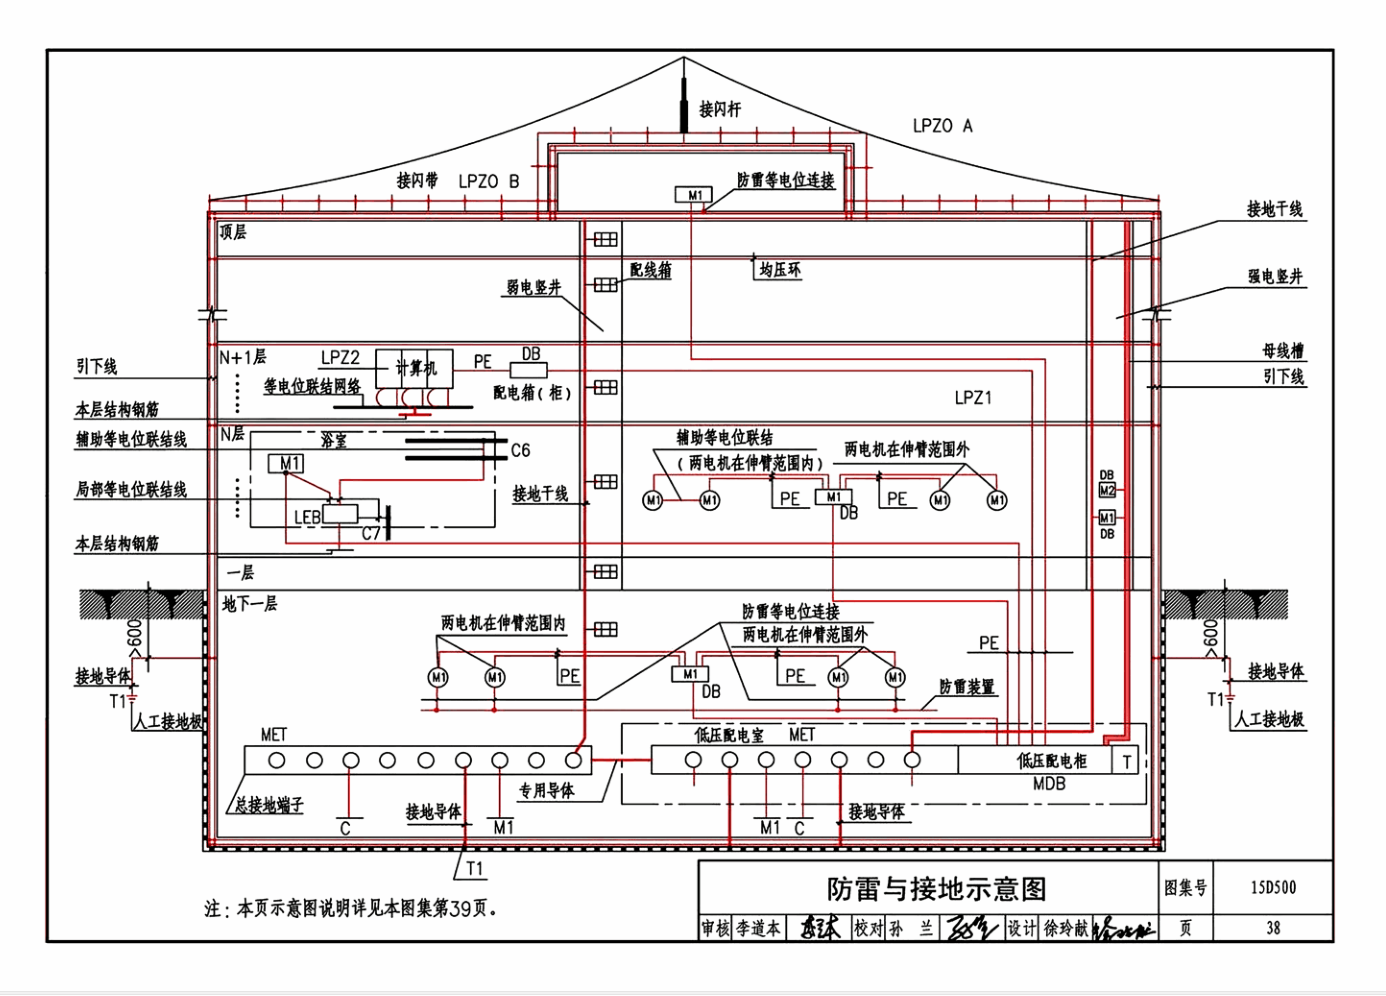 接闪杆
LPZ0 A
接闪带 LPZ0 B
防雷等电位连接
M1
接地干线
顶层
配线箱
均压环
弱电竖井
强电竖井
母线槽
引下线
引下线
N+1层
LPZ2
计算机
PE
DB
等电位联结网络
配电箱(柜)
LPZ1
本层结构钢筋
N层
浴室
辅助等电位联结线
C6
辅助等电位联结
(两电机在伸臂范围内)
两电机在伸臂范围外
M1
局部等电位联结线
接地干线
M1
M1
PE
M1
DB
PE
M1
M1
DB
M2
M1
DB
LEB
C7
本层结构钢筋
一层
地下一层
>600
>600
两电机在伸臂范围内
防雷等电位连接
两电机在伸臂范围外
PE
接地导体
T1
人工接地极
M1
M1
PE
M1
DB
PE
M1
M1
防雷装置
接地导体
T1
人工接地极
MET
低压配电室
MET
低压配电柜
T
MDB
总接地端子
专用导体
接地导体
接地导体
C
M1
M1
C
T1
注: 本页示意图说明详见本图集第39页。
防雷与接地示意图
图集号
15D500
审核 李道本 校对 孙 兰 设计 徐玲献
页
38